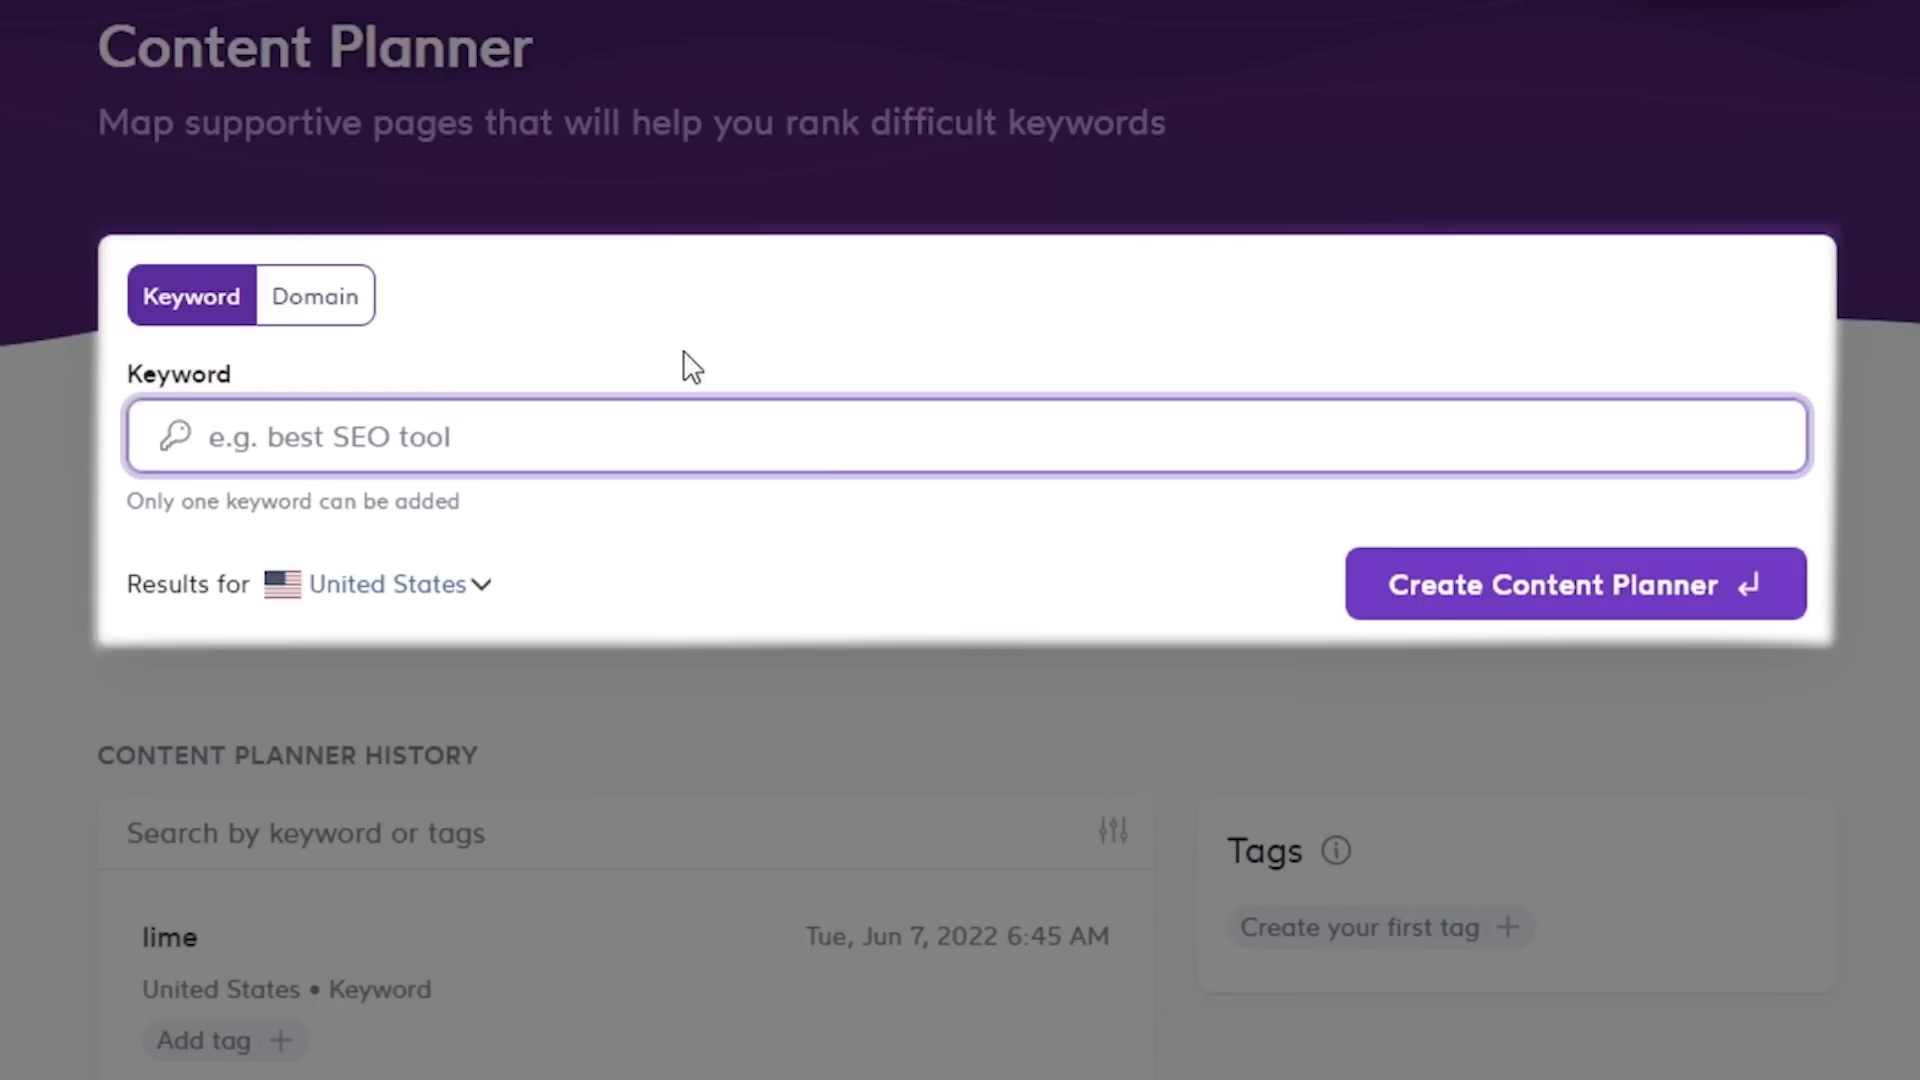 Content Planner
Map supportive pages that will help you rank difficult keywords
Keyword Domain
Keyword
e.g. best SEO tool
Only one keyword can be added
Results for United States
Create Content Planner
CONTENT PLANNER HISTORY
Search by keyword or tags
lime
Tue, Jun 7, 2022 6:45 AM
United States • Keyword
Add tag +
Tags
Create your first tag +